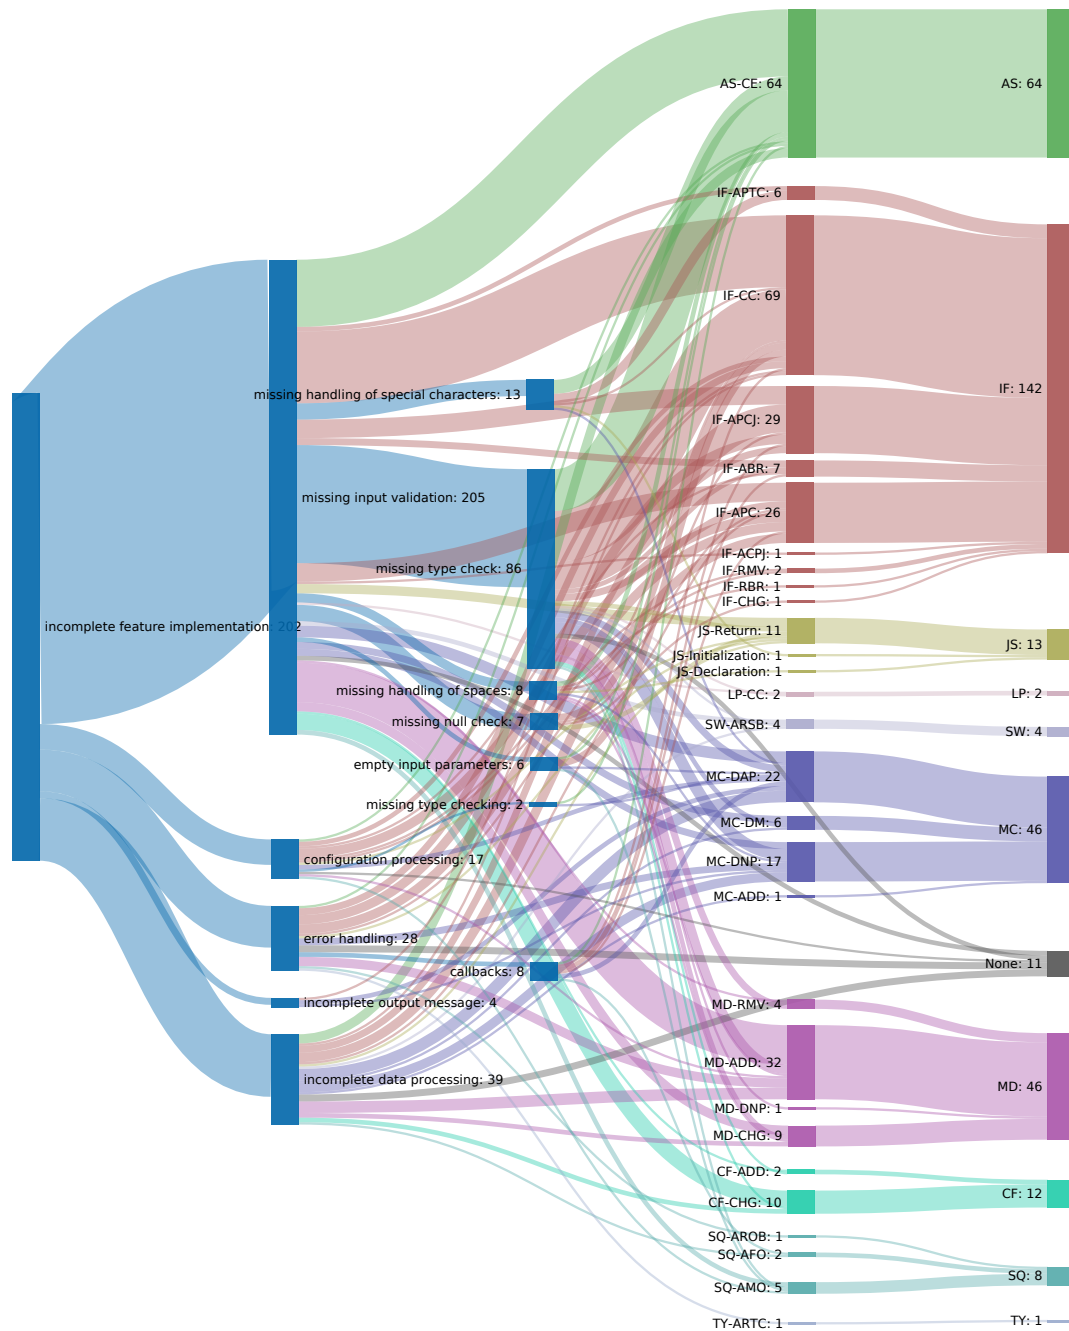 AS-CE: 64
AS: 64
IF-APTC: 6
IF-CC: 69
IF: 142
missing handling of special characters: 13
IF-APCJ: 29
IF-ABR: 7
missing input validation: 205
IF-APC: 26
IF-ACPJ: 1
missing type check: 86
IF-RMV: 2
IF-RBR: 1
IF-CHG: 1
incomplete feature implementation: 202
JS-Return: 11
JS: 13
JS-Initialization: 1
JS-Declaration: 1
missing handling of spaces: 8
LP-CC: 2
LP: 2
missing null check: 7
SW-ARSB: 4
SW: 4
empty input parameters: 6
MC-DAP: 22
missing type checking: 2
MC-DM: 6
MC: 46
configuration processing: 17
MC-DNP: 17
MC-ADD: 1
error handling: 28
None: 11
callbacks: 8
incomplete output message: 4
MD-RMV: 4
MD-ADD: 32
incomplete data processing: 39
MD: 46
MD-DNP: 1
MD-CHG: 9
CF-ADD: 2
CF-CHG: 10
CF: 12
SQ-AROB: 1
SQ-AFO: 2
SQ: 8
SQ-AMO: 5
TY-ARTC: 1
TY: 1